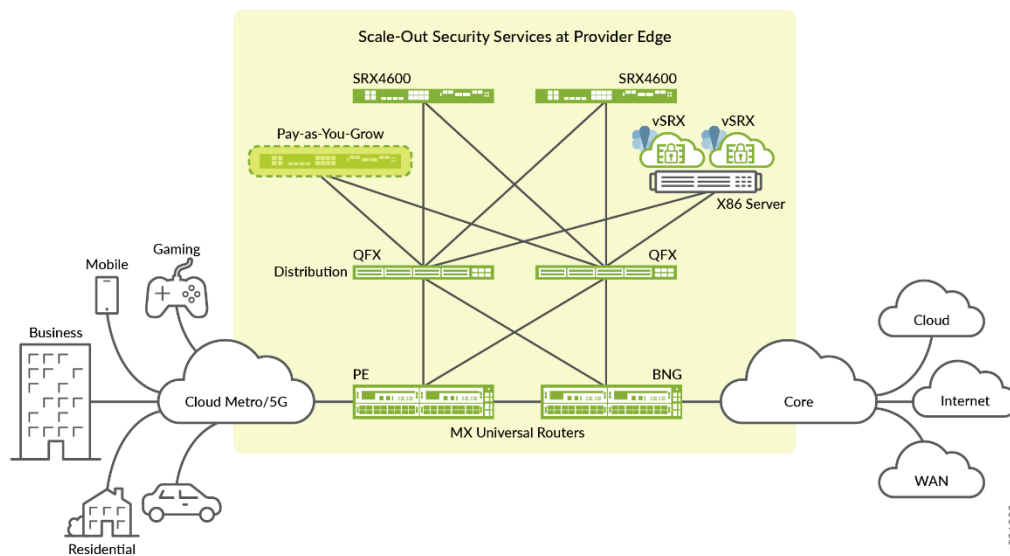 Scale-Out Security Services at Provider Edge
SRX4600
SRX4600
Pay-as-You-Grow
vSRX
vSRX
X86 Server
QFX
QFX
Distribution
Gaming
Mobile
Business
Cloud
PE
BNG
Cloud Metro/5G
Core
Internet
MX Universal Routers
WAN
Residential